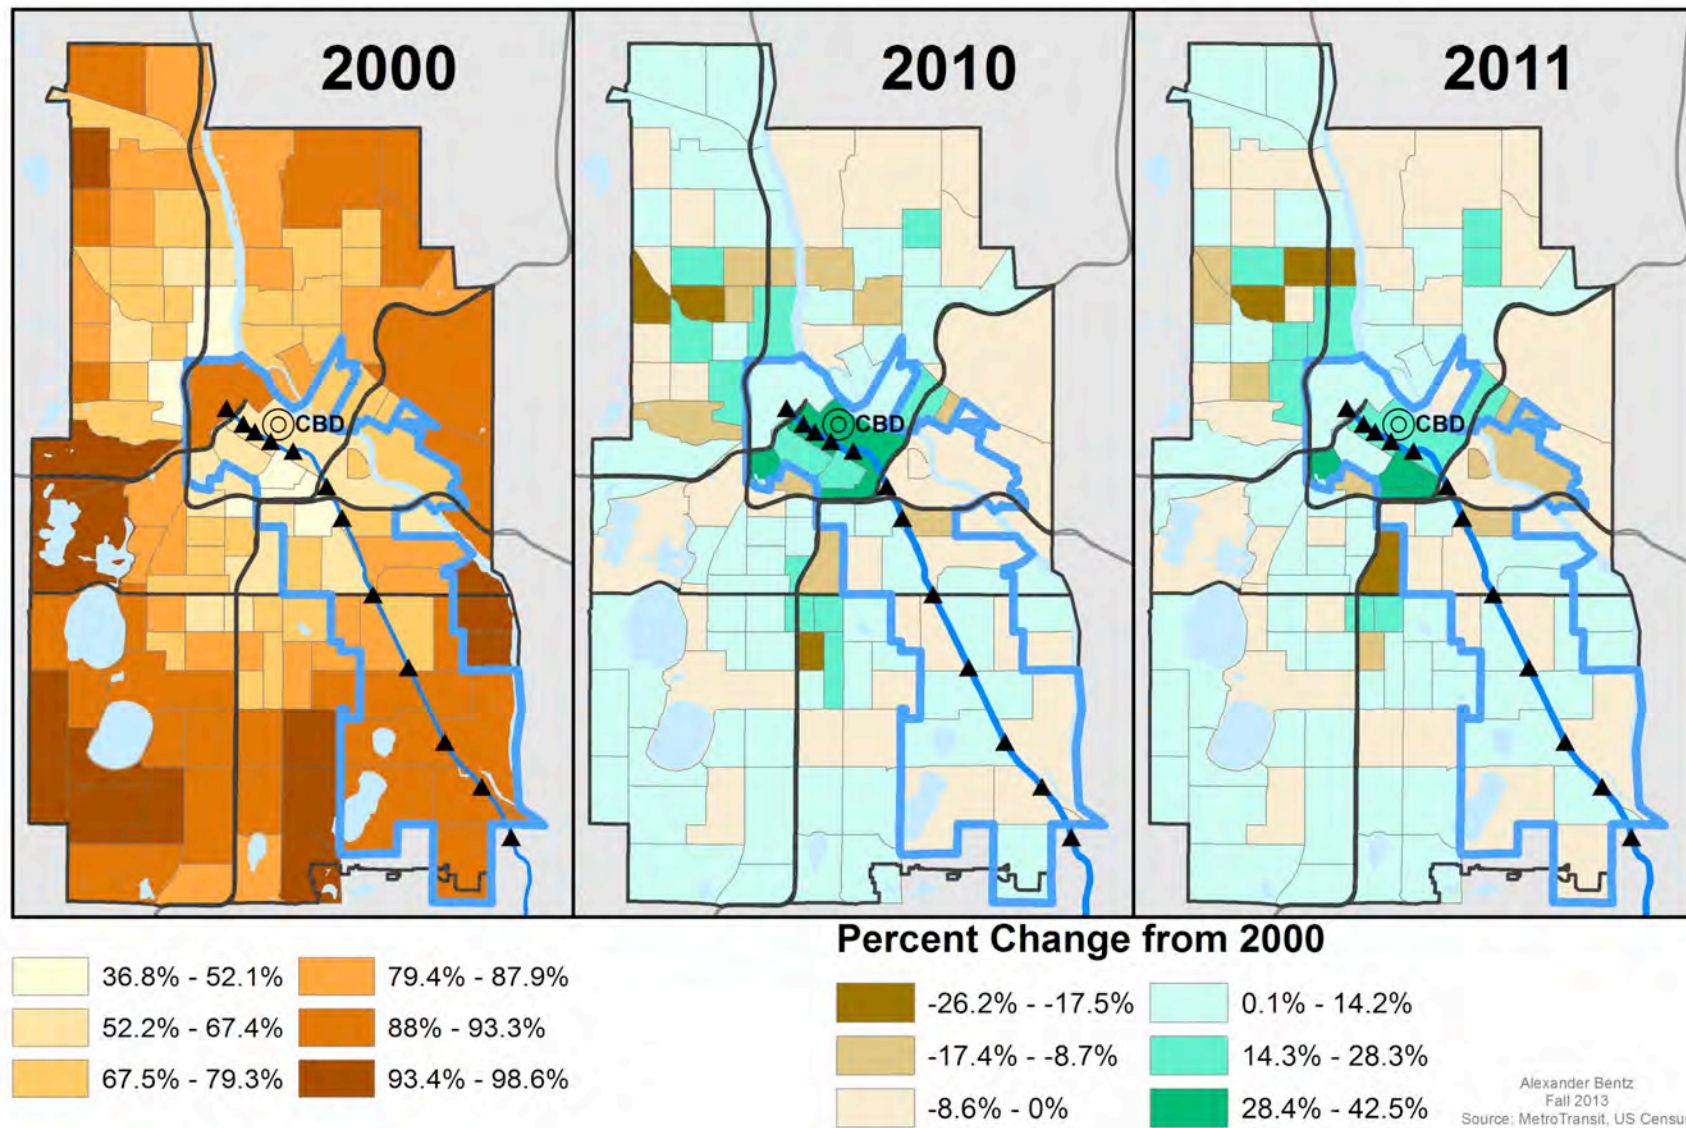 2000
2010
2011
CBD
CBD
CBD
36.8% - 52.1%
79.4% - 87.9%
52.2% - 67.4%
88% - 93.3%
67.5% - 79.3%
93.4% - 98.6%
Percent Change from 2000
-26.2% - -17.5%
0.1% - 14.2%
-17.4% - -8.7%
14.3% - 28.3%
-8.6% - 0%
28.4% - 42.5%
Alexander Bentz
Fall 2013
Source: MetroTransit, US Census